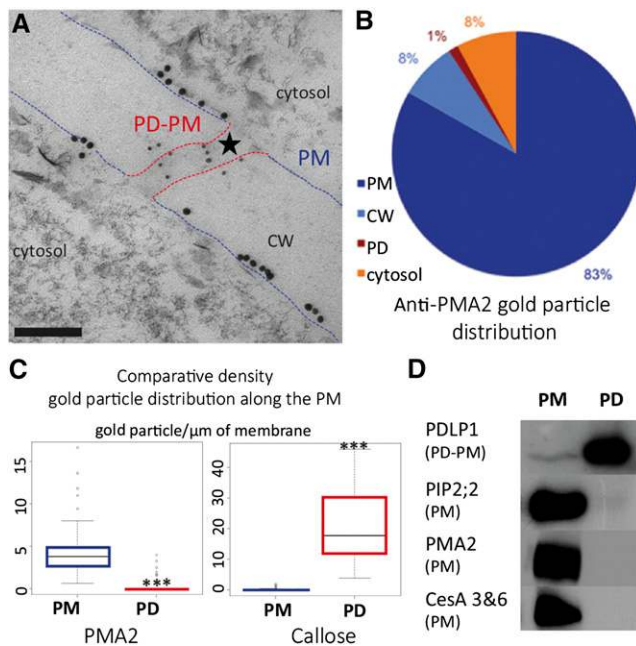 A
cytosol
PD-PM
PM
CW
cytosol
B
8%
1%
8%
PM
CW
PD
cytosol
83%
Anti-PMA2 gold particle
distribution
C
Comparative density
gold particle distribution along the PM
gold particle/µm of membrane
15
10
5
0
***
PM
PD
PMA2
40
30
20
10
0
***
PM
PD
Callose
D
PM
PD
PDLP1
(PD-PM)
PIP2;2
(PM)
PMA2
(PM)
CesA 3&6
(PM)